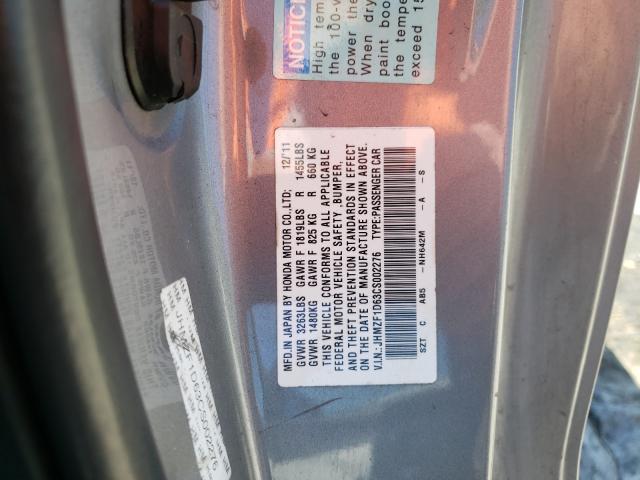 NOTICE
High tem
the 100-v
power the
When dry
paint boo
the tempe
exceed 15
MFD.IN JAPAN BY HONDA MOTOR CO.,LTD; 12/'11
GVWR 3263LBS GAWR F 1819LBS R 1455LBS
GVWR 1480KG GAWR F 825 KG R 660 KG
THIS VEHICLE CONFORMS TO ALL APPLICABLE
FEDERAL MOTOR VEHICLE SAFETY ,BUMPER,
AND THEFT PREVENTION STANDARDS IN EFFECT
ON THE DATE OF MANUFACTURE SHOWN ABOVE.
V.I.N.: JHMZF1D63CS002276 TYPE:PASSENGER CAR
SZT C AB5 -NH642M -A -S